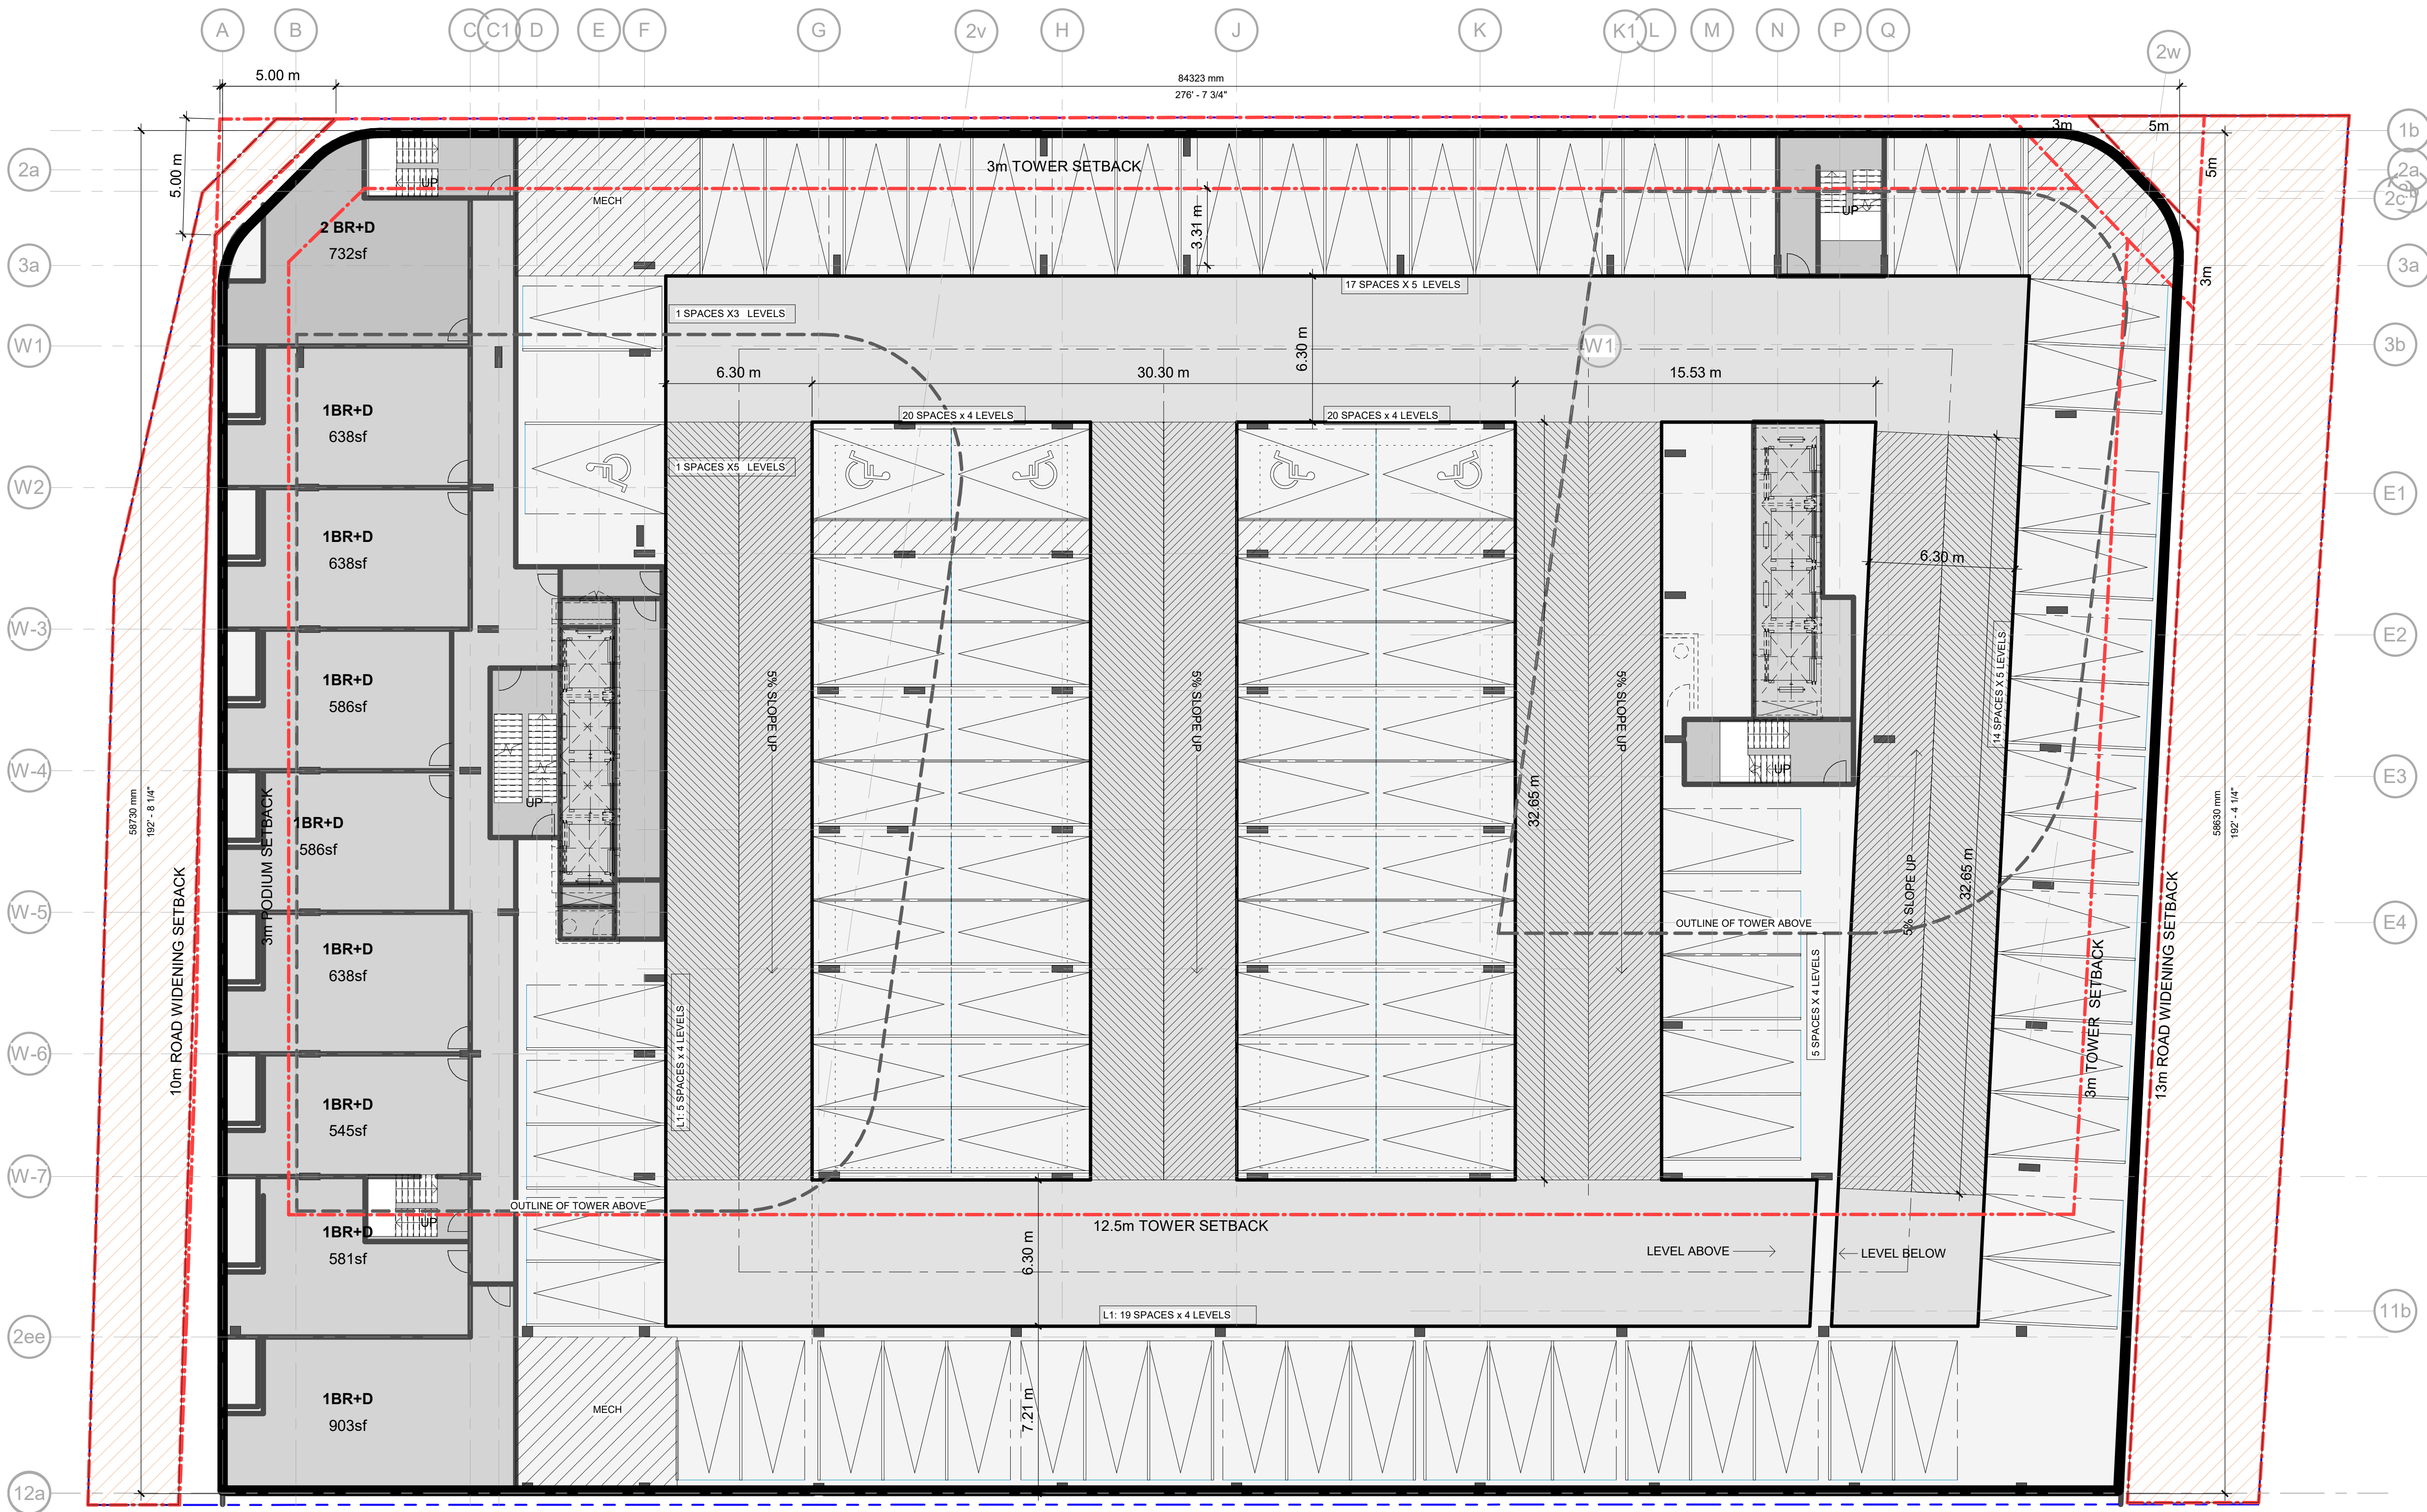 A
B
C
C1
D
E
F
G
2v
H
J
K
K1
L
M
N
P
Q
2w
5.00 m
84323 mm
276' - 7 3/4"
3m
5m
1b
2a
2a
2c
5.00 m
5m
3m TOWER SETBACK
UP
MECH
UP
2 BR+D
732sf
3.31 m
3a
3a
3m
17 SPACES X 5 LEVELS
1 SPACES X3 LEVELS
W1
6.30 m
W1
3b
6.30 m
30.30 m
15.53 m
1BR+D
638sf
20 SPACES x 4 LEVELS
20 SPACES x 4 LEVELS
1 SPACES X5 LEVELS
W2
E1
1BR+D
638sf
6.30 m
W-3
E2
14 SPACES X 5 LEVELS
1BR+D
586sf
5% SLOPE UP
5% SLOPE UP
5% SLOPE UP
W-4
UP
E3
58730 mm
192' - 8 1/4"
3m PODIUM SETBACK
1BR+D
586sf
UP
32.65 m
58630 mm
192' - 4 1/4"
5% SLOPE UP
32.65 m
W-5
OUTLINE OF TOWER ABOVE
E4
10m ROAD WIDENING SETBACK
1BR+D
638sf
5 SPACES X 4 LEVELS
3m TOWER SETBACK
13m ROAD WIDENING SETBACK
L1: 5 SPACES x 4 LEVELS
W-6
1BR+D
545sf
W-7
OUTLINE OF TOWER ABOVE
UP
1BR+D
581sf
12.5m TOWER SETBACK
6.30 m
LEVEL ABOVE
LEVEL BELOW
L1: 19 SPACES x 4 LEVELS
11b
2ee
1BR+D
903sf
MECH
7.21 m
12a